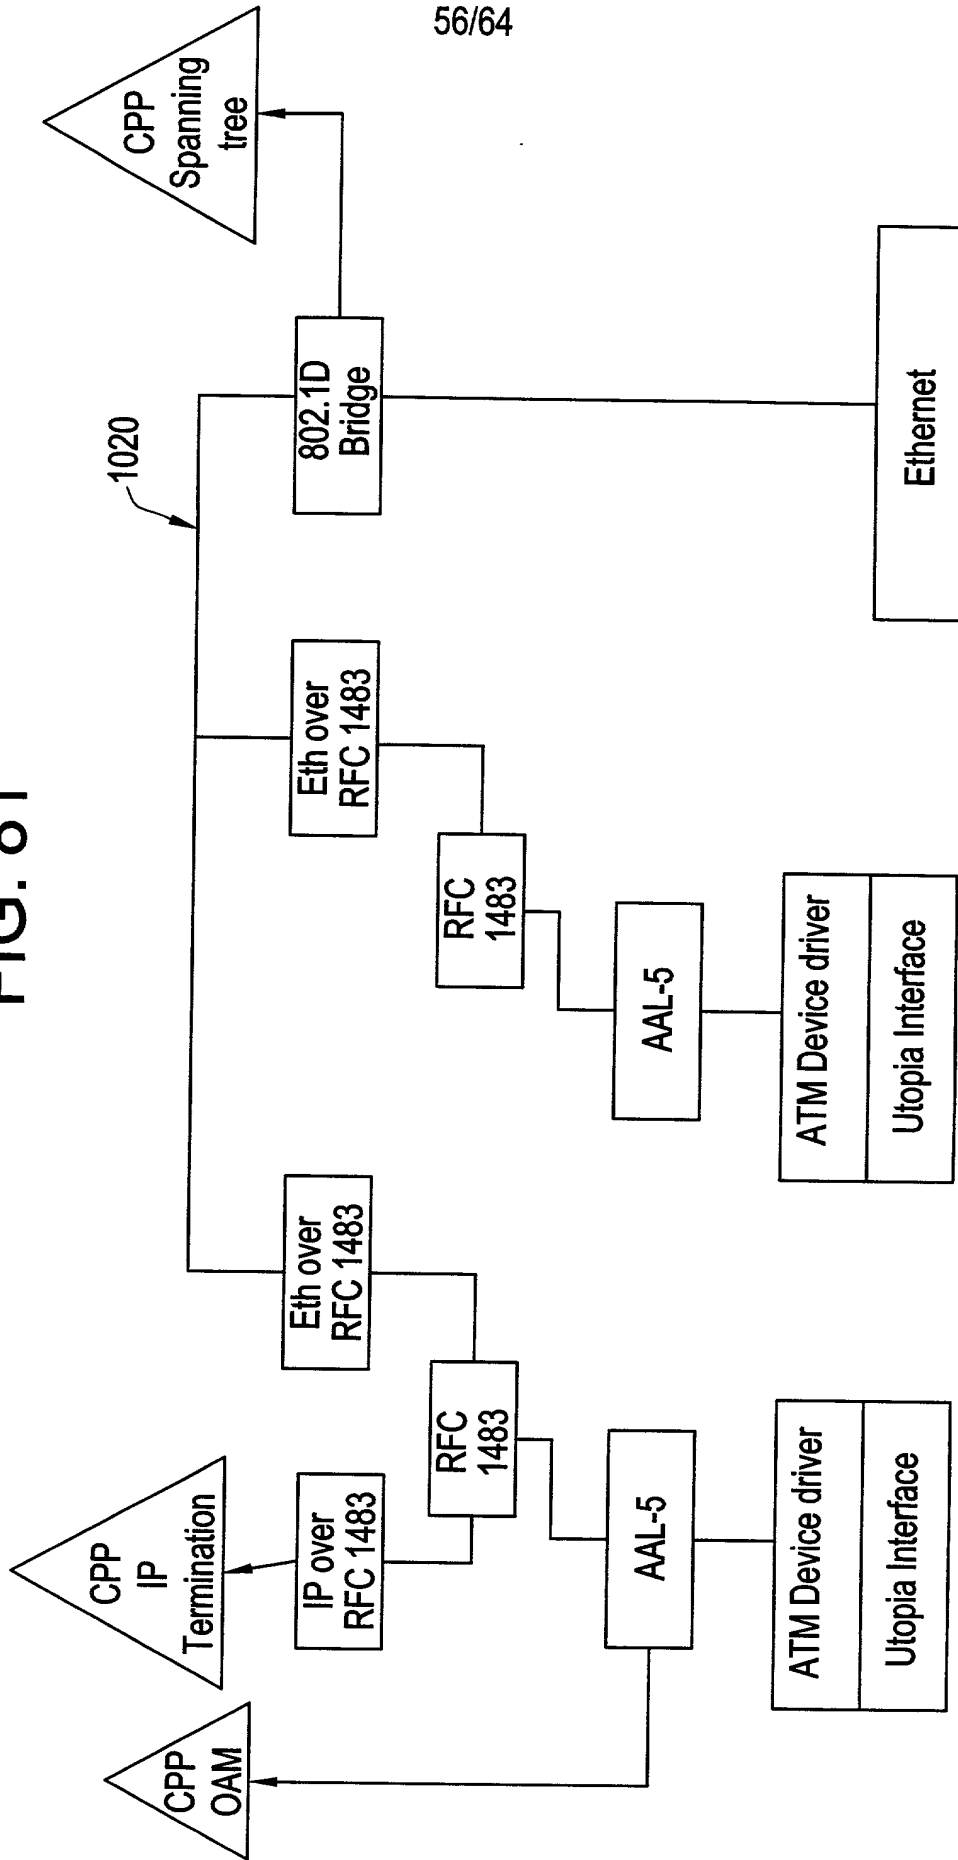 56/64
FIG. 81
1020
CPP
Spanning
tree
802.1D
Bridge
Ethernet
Eth over
RFC 1483
RFC
1483
AAL-5
ATM Device driver
Utopia Interface
Eth over
RFC 1483
RFC
1483
CPP
IP
Termination
IP over
RFC 1483
AAL-5
ATM Device driver
Utopia Interface
CPP
OAM